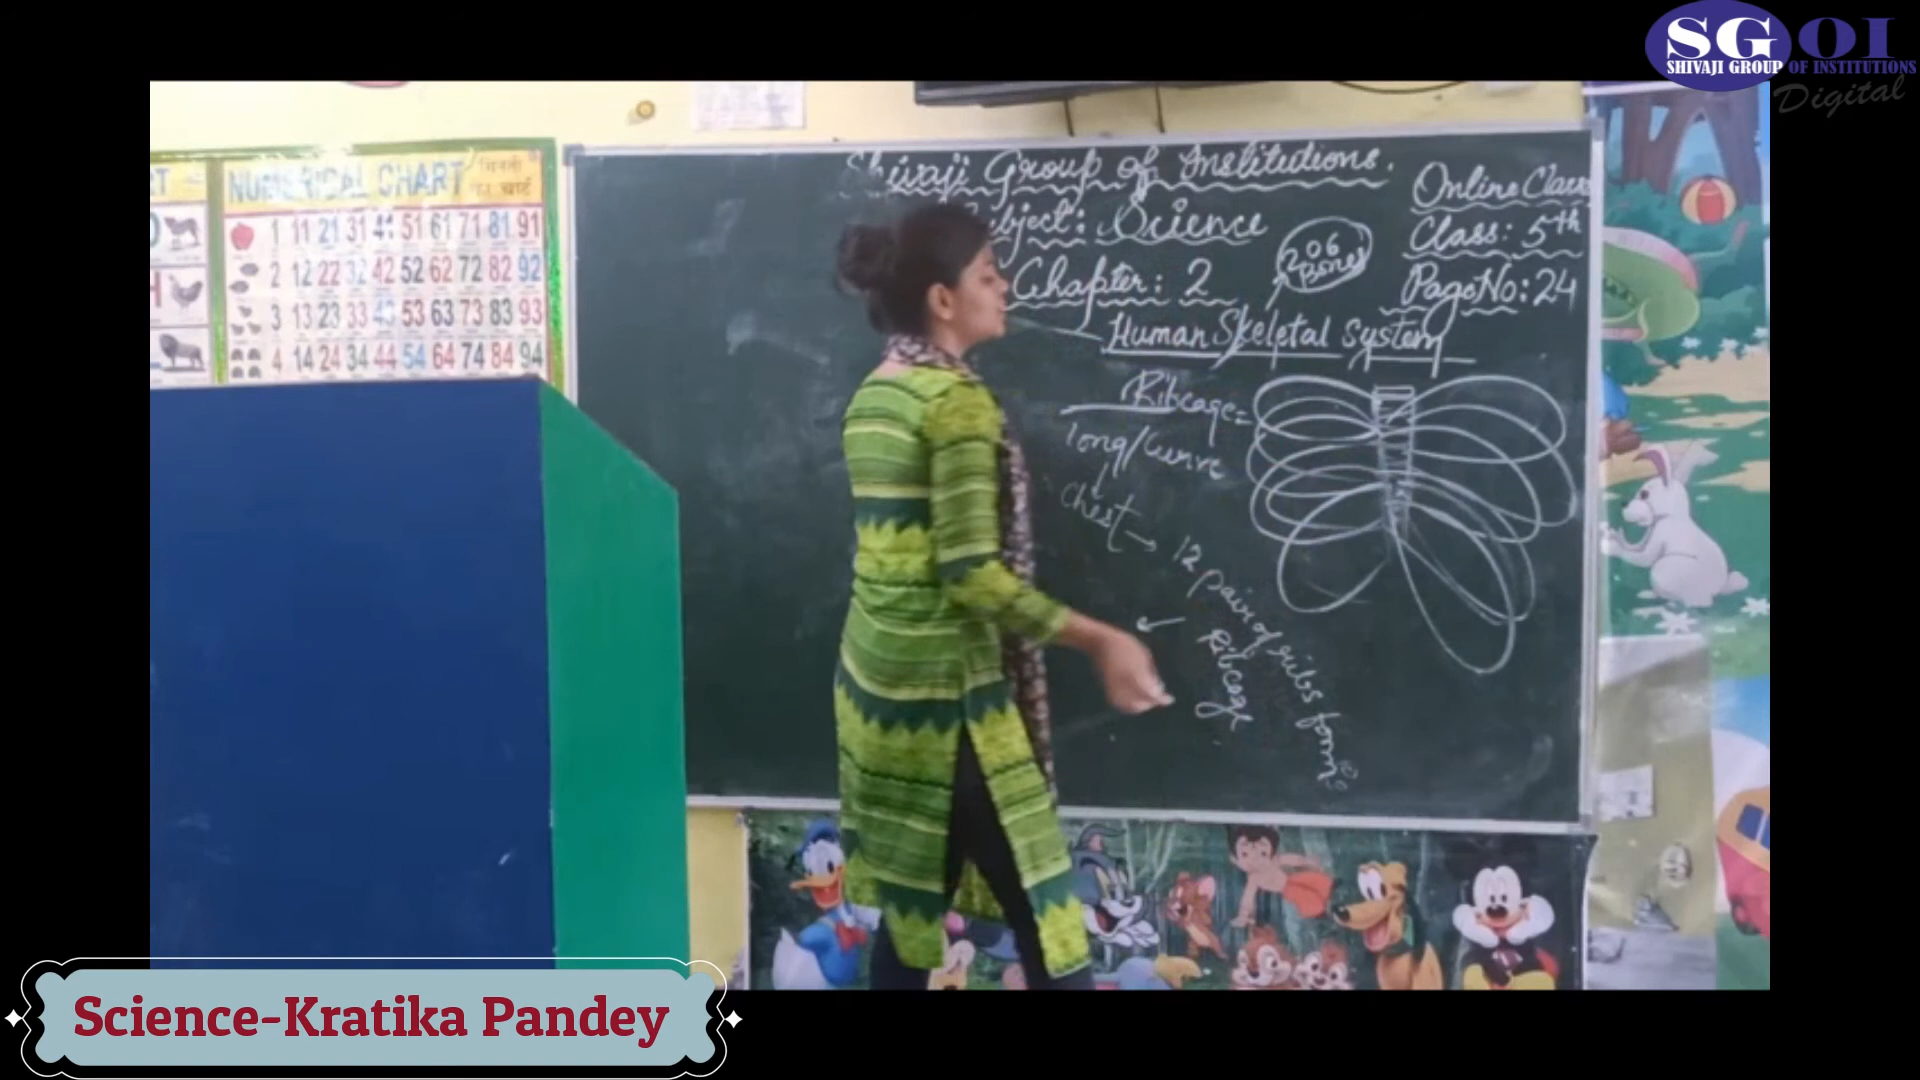 SGOI
SHIVAJI GROUP OF INSTITUTIONS
Digital
NUMERICAL CHART गिनती का चार्ट
1 11 21 31 41 51 61 71 81 91
2 12 22 32 42 52 62 72 82 92
3 13 23 33 43 53 63 73 83 93
4 14 24 34 44 54 64 74 84 94
Shivaji Group of Institutions.
Online Class
Subject: Science
Class: 5th
206 Bones
Chapter: 2
Page No: 24
Human Skeletal System
Ribcage =
long/Curve
Chest → 12 pair of ribs form
Ribcage
Science-Kratika Pandey